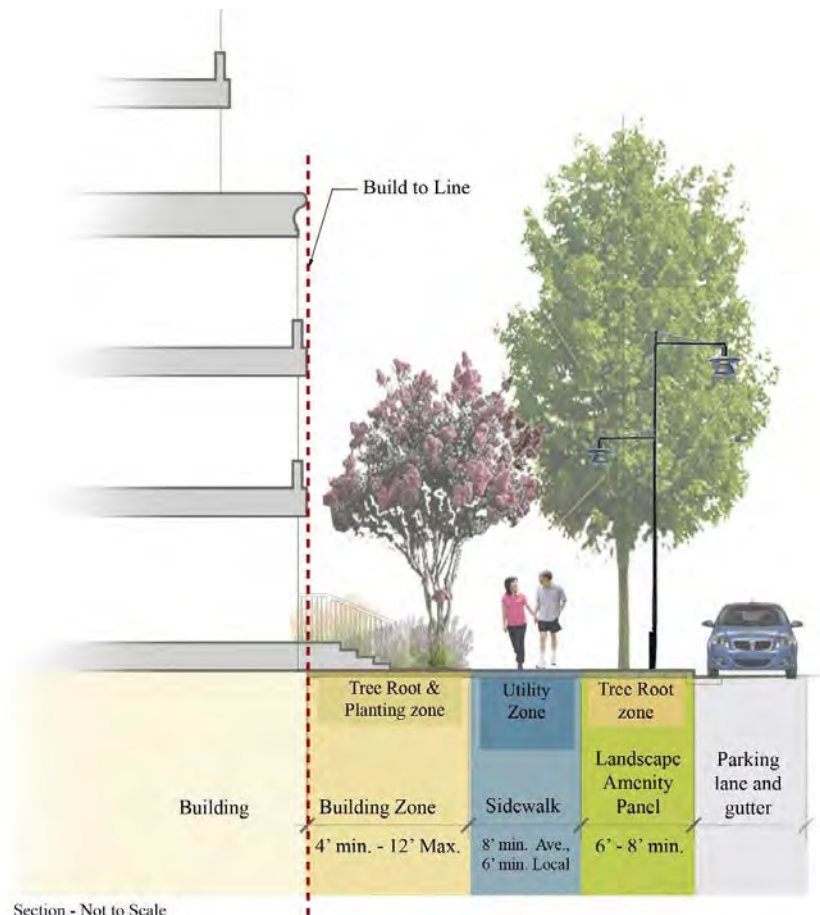 Build to Line
Tree Root &
Planting zone
Utility
Zone
Tree Root
zone
Building
Building Zone
Sidewalk
Landscape
Amenity
Panel
Parking
lane and
gutter
4' min. - 12' Max.
8' min. Ave.,
6' min. Local
6' - 8' min.
Section - Not to Scale